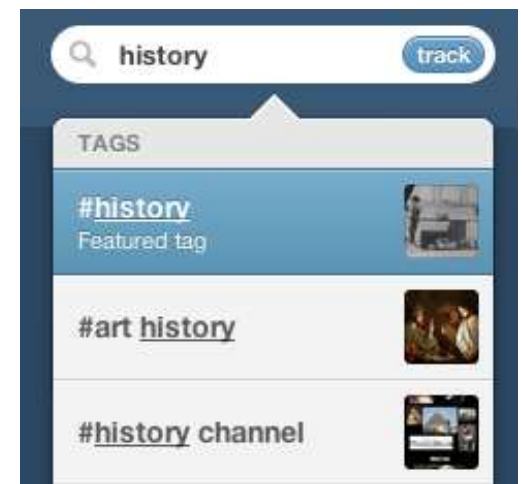 history track
TAGS
#history
Featured tag
#art history
#history channel